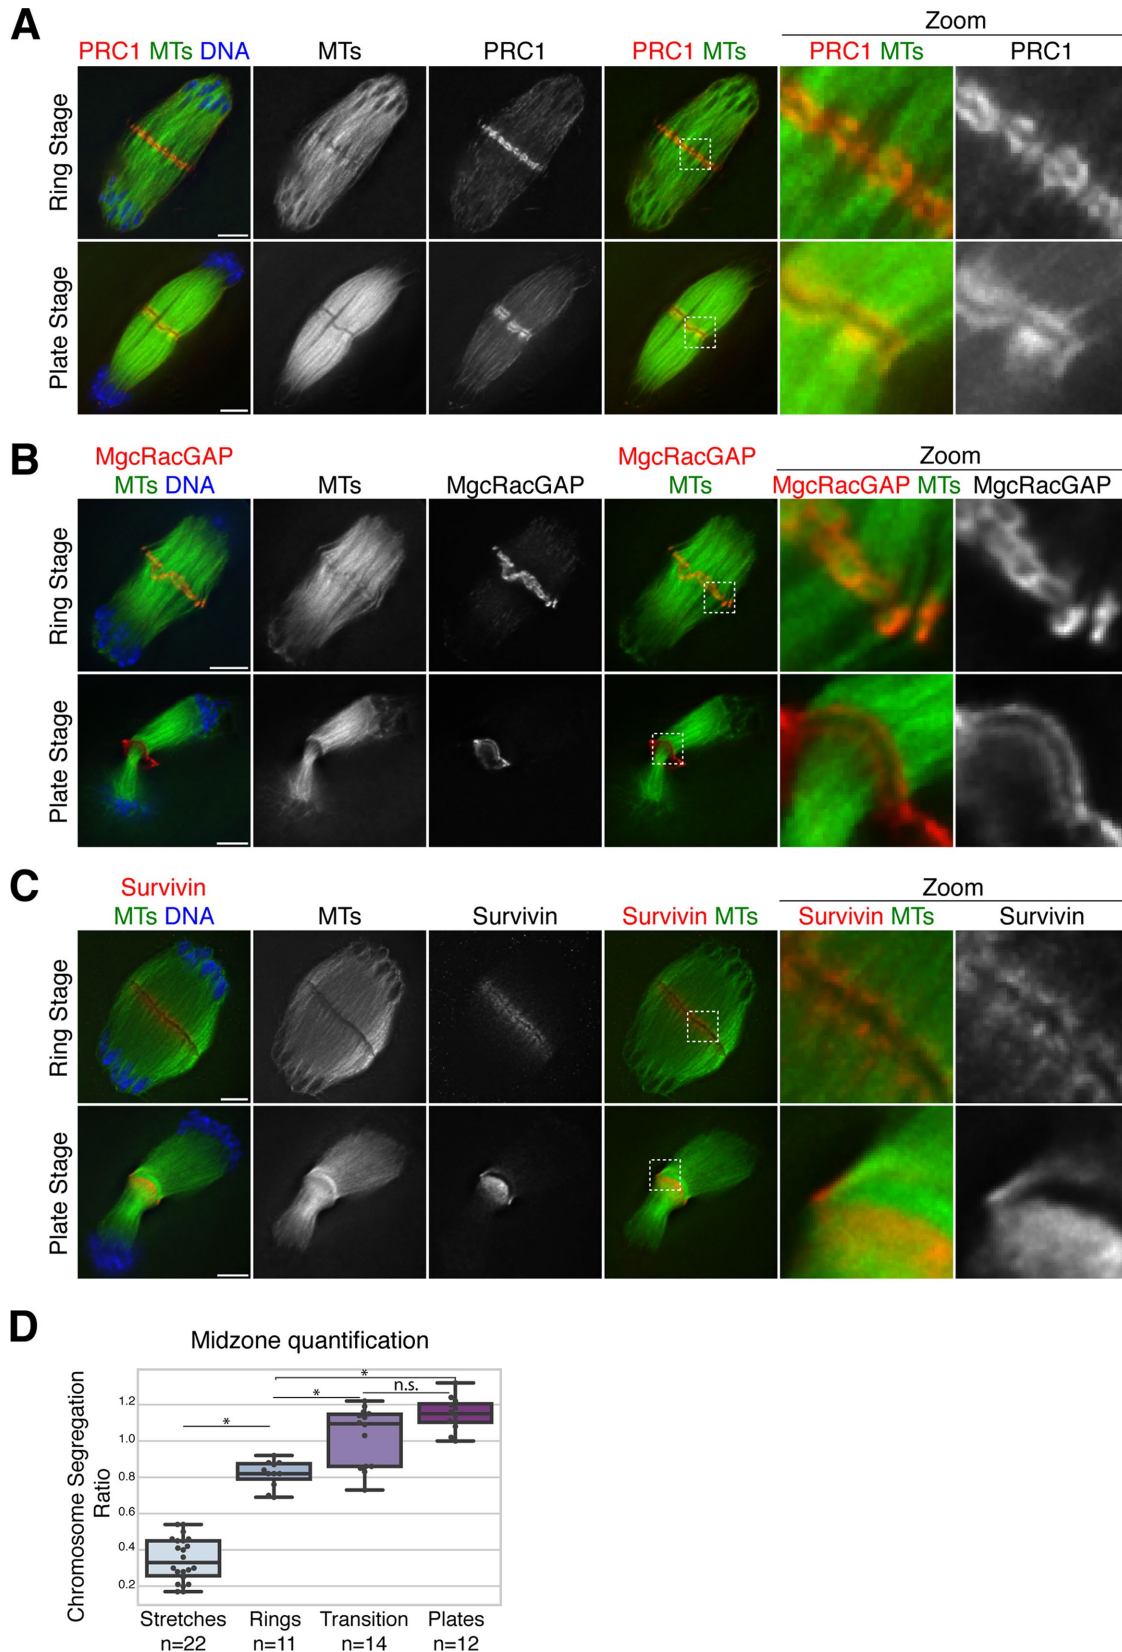 A
Zoom
PRC1 MTs DNA MTs PRC1 PRC1 MTs PRC1 MTs PRC1
Ring Stage
Plate Stage
B
MgcRacGAP MgcRacGAP Zoom
MTs DNA MTs MgcRacGAP MTs MgcRacGAP MTs MgcRacGAP
Ring Stage
Plate Stage
C
Survivin Zoom
MTs DNA MTs Survivin Survivin MTs Survivin MTs Survivin
Ring Stage
Plate Stage
D
Midzone quantification
Chromosome Segregation
Ratio
*
n.s.
*
*
1.2
1.0
0.8
0.6
0.4
0.2
Stretches Rings Transition Plates
n=22 n=11 n=14 n=12